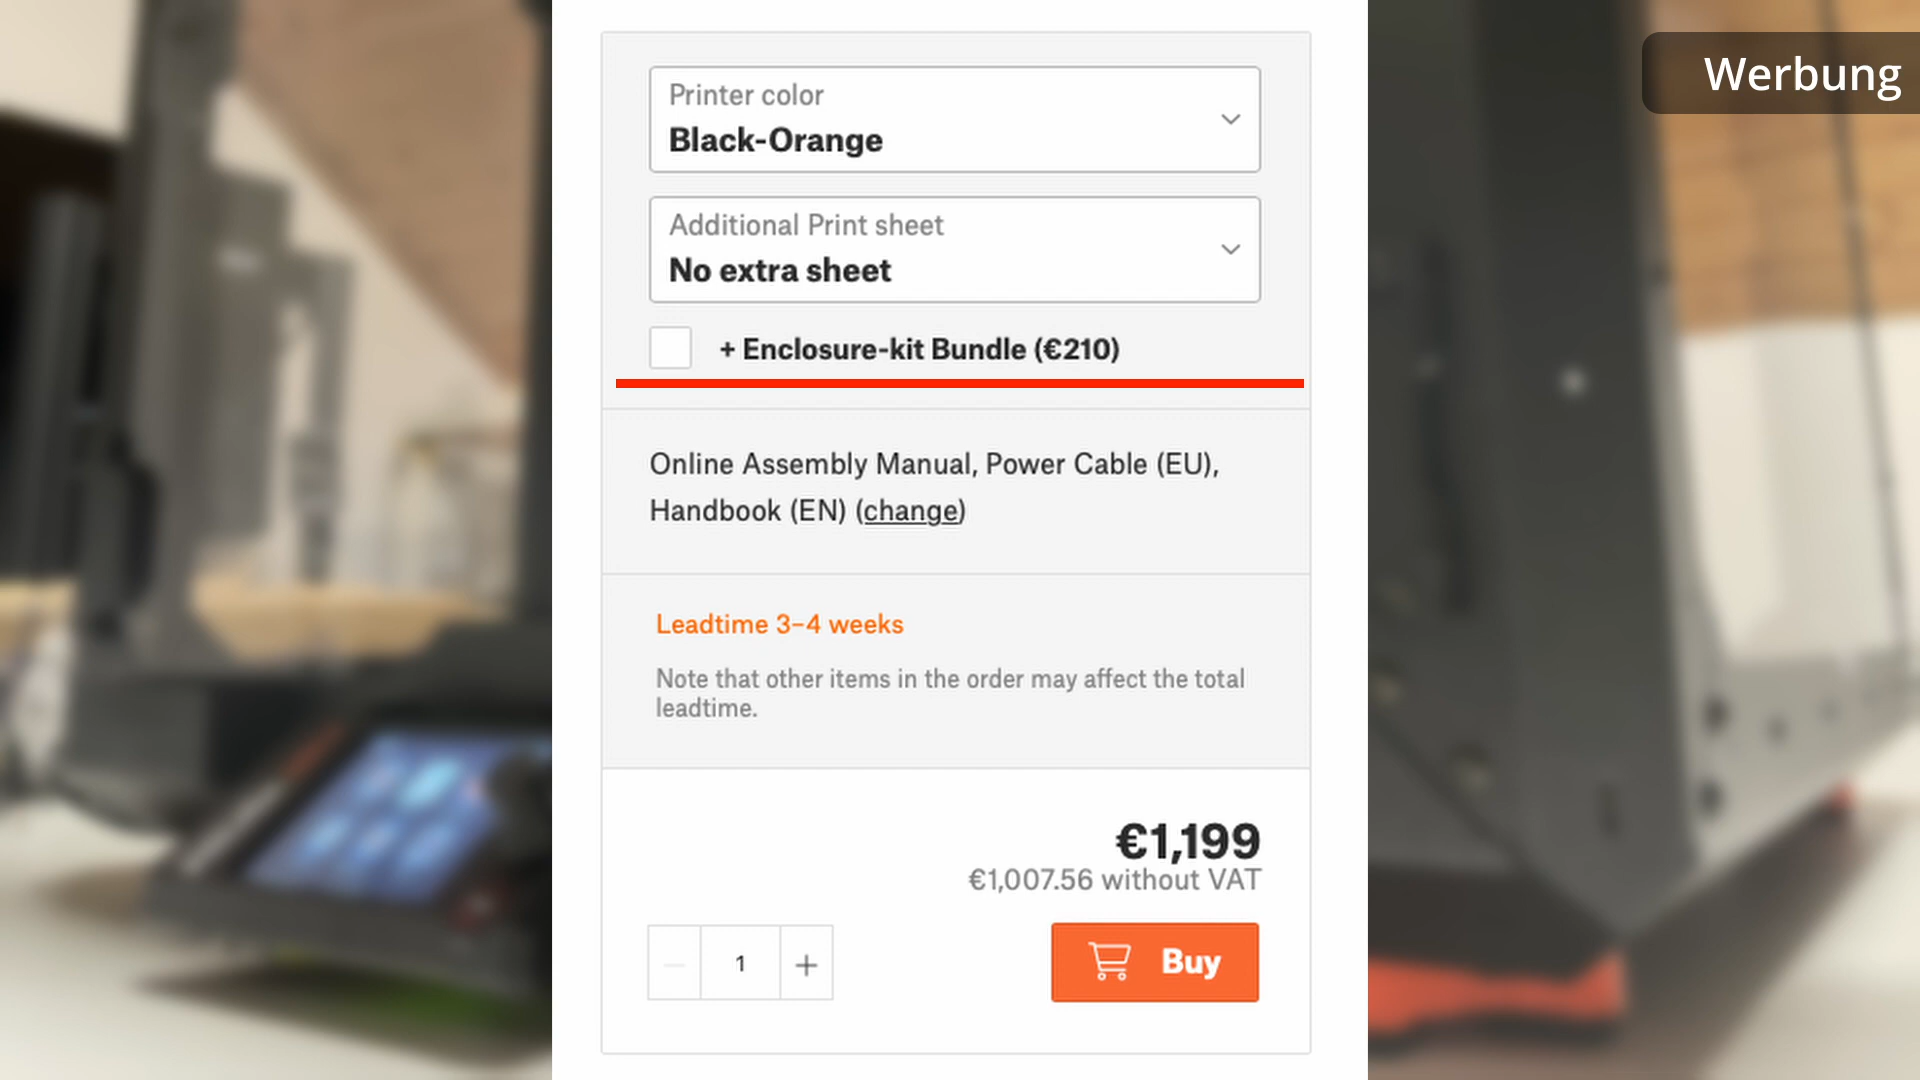 Werbung
Printer color
Black-Orange
Additional Print sheet
No extra sheet
+ Enclosure-kit Bundle (€210)
Online Assembly Manual, Power Cable (EU),
Handbook (EN) (change)
Leadtime 3–4 weeks
Note that other items in the order may affect the total
leadtime.
€1,199
€1,007.56 without VAT
1
Buy